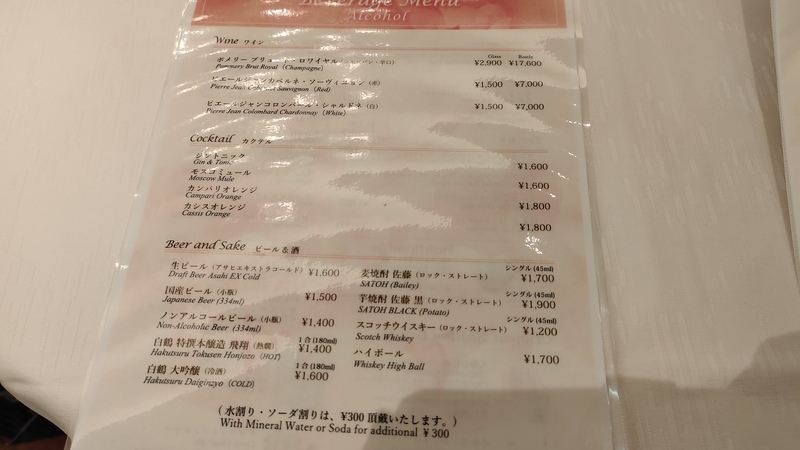 Beverage Menu
Alcohol
Wine ワイン
Glass Bottle
ポメリー ブリュット・ロワイヤル ¥2,900 ¥17,600
Pommery Brut Royal (Champagne)
ピエールジャンカベルネ・ソーヴィニョン (赤) ¥1,500 ¥7,000
Pierre Jean Cabernet Sauvignon (Red)
ピエールジャンコロンバール・シャルドネ (白) ¥1,500 ¥7,000
Pierre Jean Colombard Chardonnay (White)
Cocktail カクテル
ジントニック ¥1,600
Gin & Tonic
モスコミュール ¥1,600
Moscow Mule
カンパリオレンジ ¥1,800
Campari Orange
カシスオレンジ ¥1,800
Cassis Orange
Beer and Sake ビール&酒
生ビール (アサヒエキストラコールド) ¥1,600
Draft Beer Asahi EX Cold
国産ビール (小瓶) ¥1,500
Japanese Beer (334ml)
ノンアルコールビール (小瓶) ¥1,400
Non-Alcoholic Beer (334ml)
白鶴 特撰本醸造 飛翔 (熱燗) 1合 (180ml) ¥1,400
Hakutsuru Tokusen Honjozo (HOT)
白鶴 大吟醸 (冷酒) 1合 (180ml) ¥1,600
Hakutsuru Daiginzyo (COLD)
麦焼酎 佐藤 (ロック・ストレート) シングル (45ml) ¥1,700
SATOH (Bailey)
芋焼酎 佐藤 黒 (ロック・ストレート) シングル (45ml) ¥1,900
SATOH BLACK (Potato)
スコッチウイスキー (ロック・ストレート) シングル (45ml) ¥1,200
Scotch Whiskey
ハイボール ¥1,700
Whiskey High Ball
(水割り・ソーダ割りは、¥300 頂戴いたします。)
With Mineral Water or Soda for additional ¥300